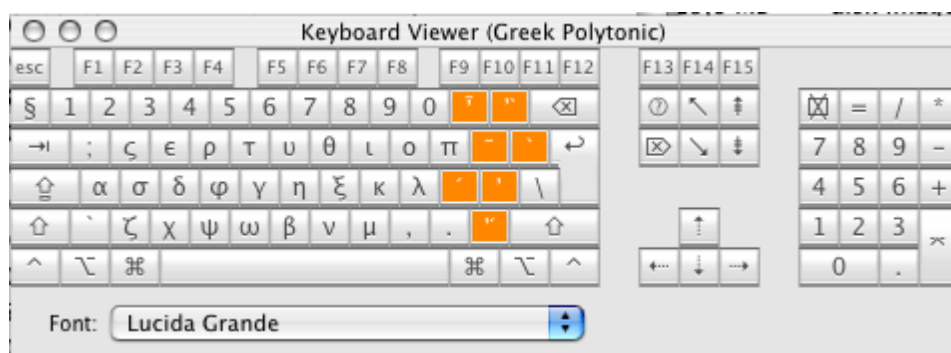 Keyboard Viewer (Greek Polytonic)
esc F1 F2 F3 F4 F5 F6 F7 F8 F9 F10 F11 F12 F13 F14 F15
§ 1 2 3 4 5 6 7 8 9 0 = / *
; ς ε ρ τ υ θ ι ο π ῀ ` 7 8 9 -
α σ δ φ γ η ξ κ λ ´ ᾿ \ 4 5 6 +
` ζ χ ψ ω β ν μ , . 1 2 3
^ ⌥ ⌘ ⌘ ⌥ ^ 0 .
Font: Lucida Grande